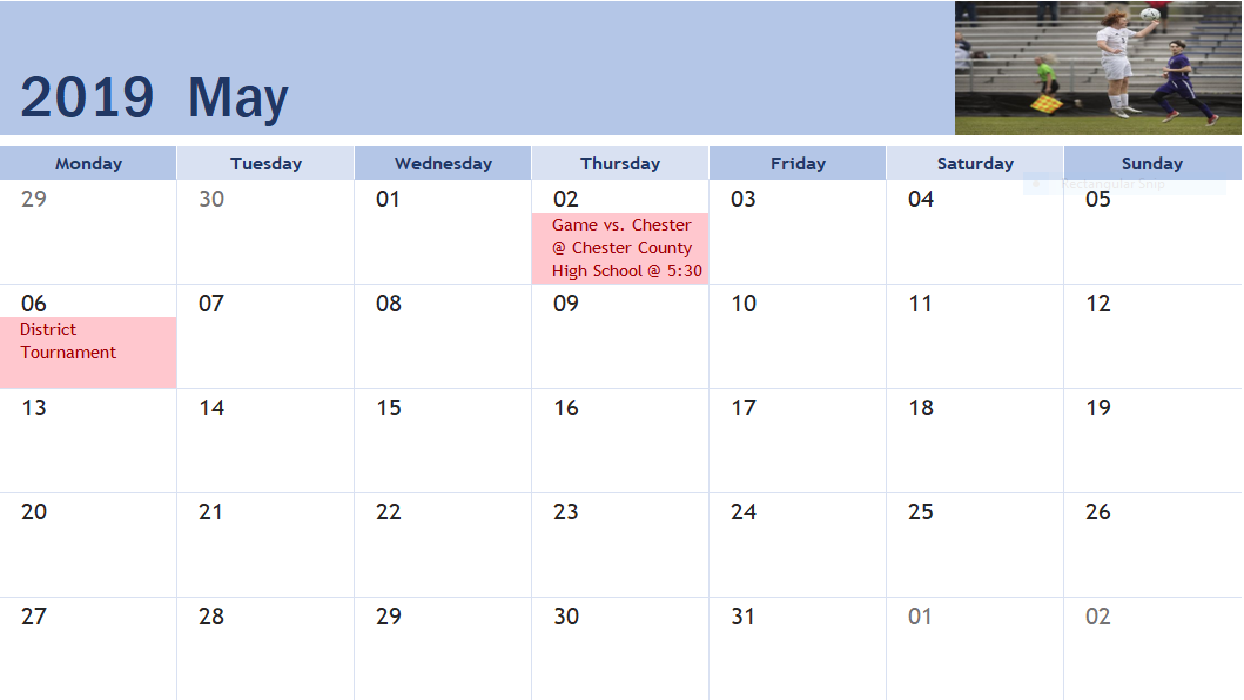 2019 May
Monday Tuesday Wednesday Thursday Friday Saturday Sunday
Rectangular Snip
29 30 01 02 03 04 05
Game vs. Chester
@ Chester County
High School @ 5:30
06 07 08 09 10 11 12
District
Tournament
13 14 15 16 17 18 19
20 21 22 23 24 25 26
27 28 29 30 31 01 02